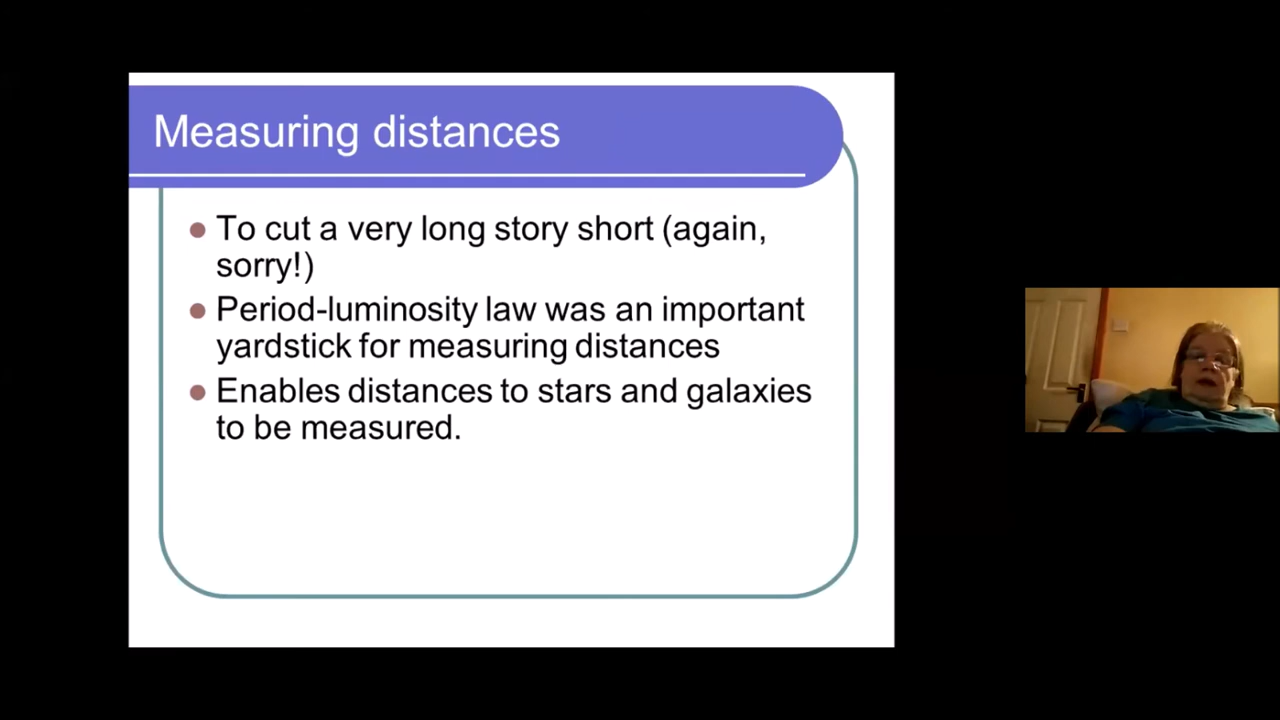 Measuring distances
To cut a very long story short (again,
sorry!)
Period-luminosity law was an important
yardstick for measuring distances
Enables distances to stars and galaxies
to be measured.